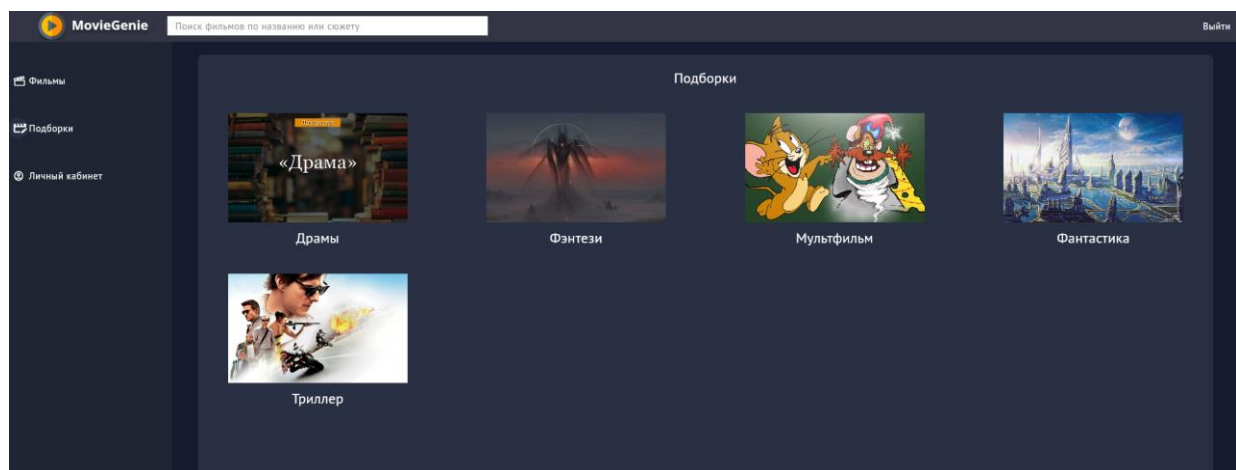 MovieGenie
Поиск фильмов по названию или сюжету
Выйти
Фильмы
Подборки
Личный кабинет
Подборки
«Драма»
Драмы
Фэнтези
Мультфильм
Фантастика
Триллер